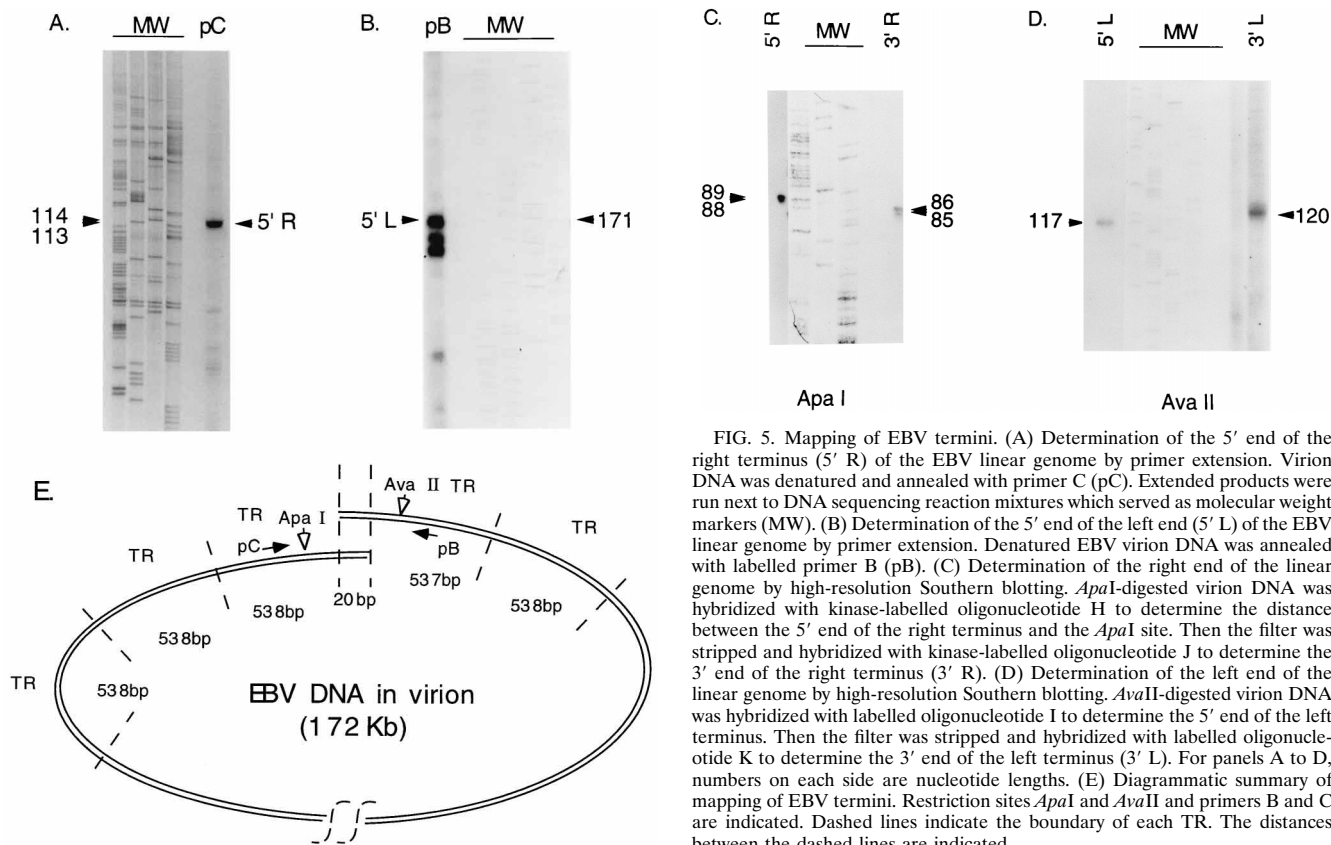 A.
MW
pC
114
113
5' R
B.
pB
MW
5' L
171
C.
5' R
MW
3' R
89
88
86
85
Apa I
D.
5' L
MW
3' L
117
120
Ava II
E.
TR
TR
TR
Apa I
pC
Ava II TR
pB
TR
537bp
20 bp
538bp
538bp
538bp
538bp
EBV DNA in virion
(172 Kb)
FIG. 5. Mapping of EBV termini. (A) Determination of the 5′ end of the
right terminus (5′ R) of the EBV linear genome by primer extension. Virion
DNA was denatured and annealed with primer C (pC). Extended products were
run next to DNA sequencing reaction mixtures which served as molecular weight
markers (MW). (B) Determination of the 5′ end of the left end (5′ L) of the EBV
linear genome by primer extension. Denatured EBV virion DNA was annealed
with labelled primer B (pB). (C) Determination of the right end of the linear
genome by high-resolution Southern blotting. ApaI-digested virion DNA was
hybridized with kinase-labelled oligonucleotide H to determine the distance
between the 5′ end of the right terminus and the ApaI site. Then the filter was
stripped and hybridized with kinase-labelled oligonucleotide J to determine the
3′ end of the right terminus (3′ R). (D) Determination of the left end of the
linear genome by high-resolution Southern blotting. AvaII-digested virion DNA
was hybridized with labelled oligonucleotide I to determine the 5′ end of the left
terminus. Then the filter was stripped and hybridized with labelled oligonucle-
otide K to determine the 3′ end of the left terminus (3′ L). For panels A to D,
numbers on each side are nucleotide lengths. (E) Diagrammatic summary of
mapping of EBV termini. Restriction sites ApaI and AvaII and primers B and C
are indicated. Dashed lines indicate the boundary of each TR. The distances
between the dashed lines are indicated.